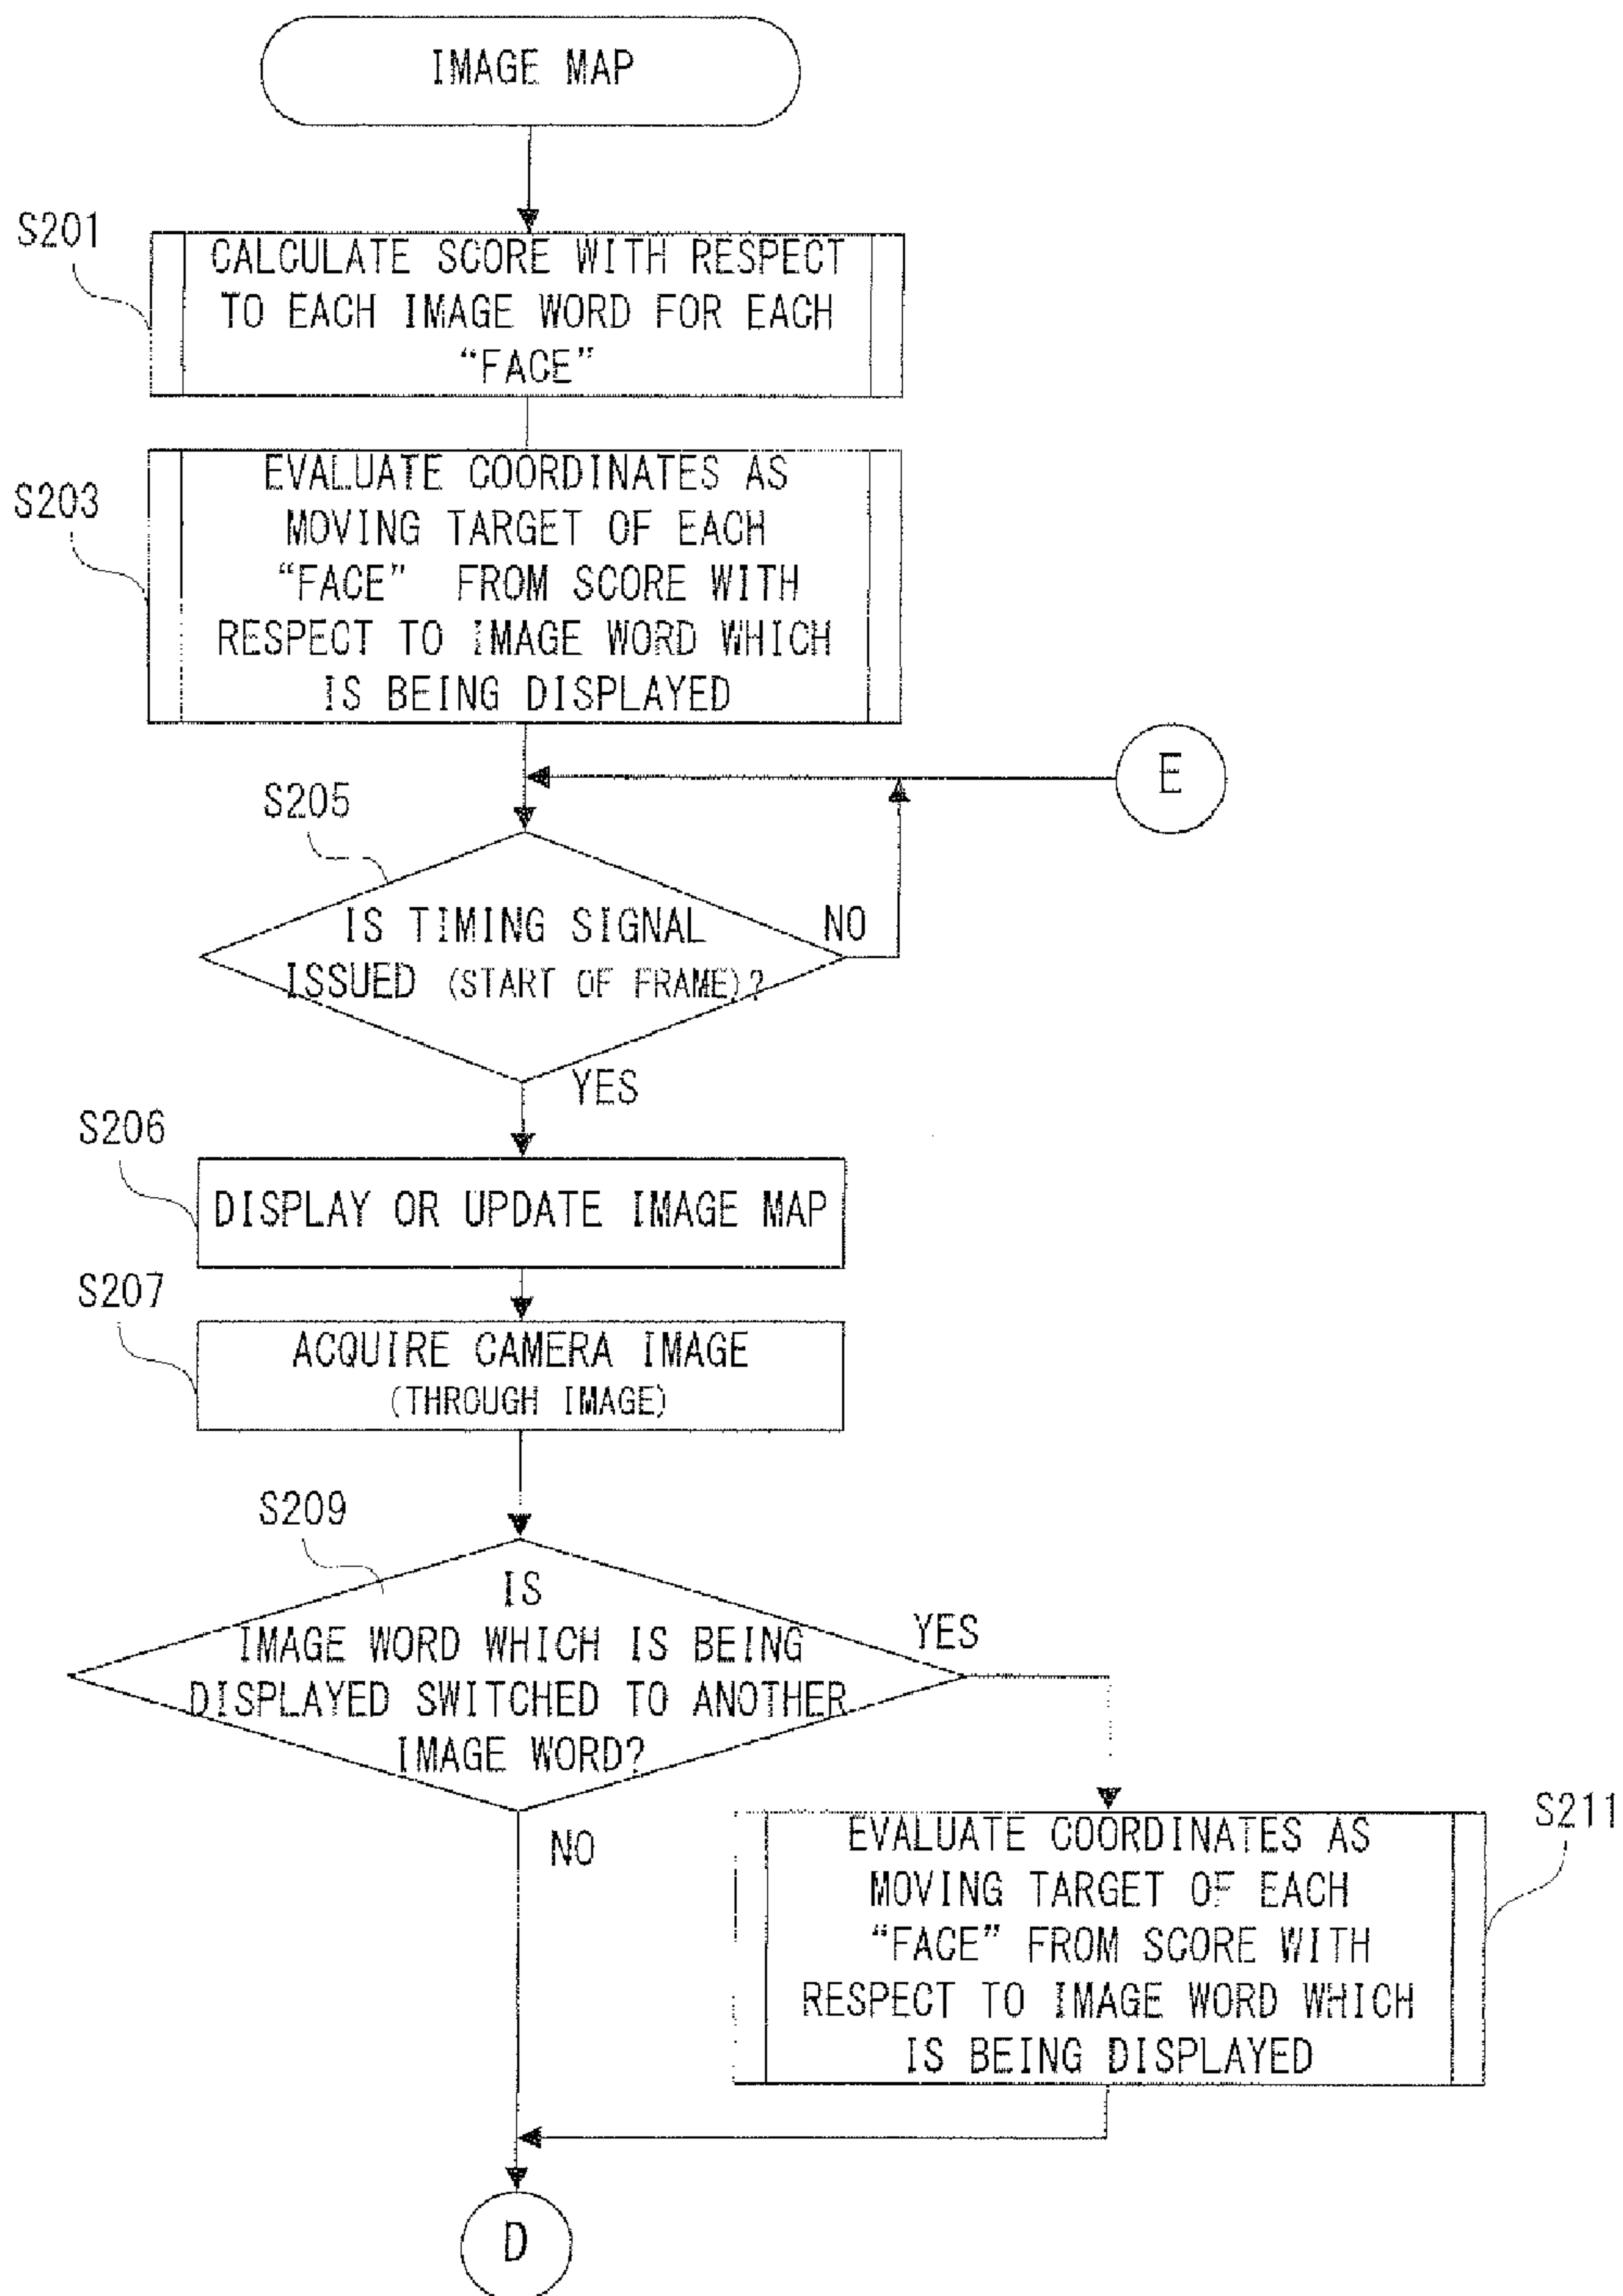 IMAGE MAP
S201
CALCULATE SCORE WITH RESPECT
TO EACH IMAGE WORD FOR EACH
“FACE”
S203
EVALUATE COORDINATES AS
MOVING TARGET OF EACH
“FACE” FROM SCORE WITH
RESPECT TO IMAGE WORD WHICH
IS BEING DISPLAYED
E
S205
IS TIMING SIGNAL
ISSUED (START OF FRAME)?
NO
YES
S206
DISPLAY OR UPDATE IMAGE MAP
S207
ACQUIRE CAMERA IMAGE
(THROUGH IMAGE)
S209
IS
IMAGE WORD WHICH IS BEING
DISPLAYED SWITCHED TO ANOTHER
IMAGE WORD?
YES
NO
S211
EVALUATE COORDINATES AS
MOVING TARGET OF EACH
“FACE” FROM SCORE WITH
RESPECT TO IMAGE WORD WHICH
IS BEING DISPLAYED
D